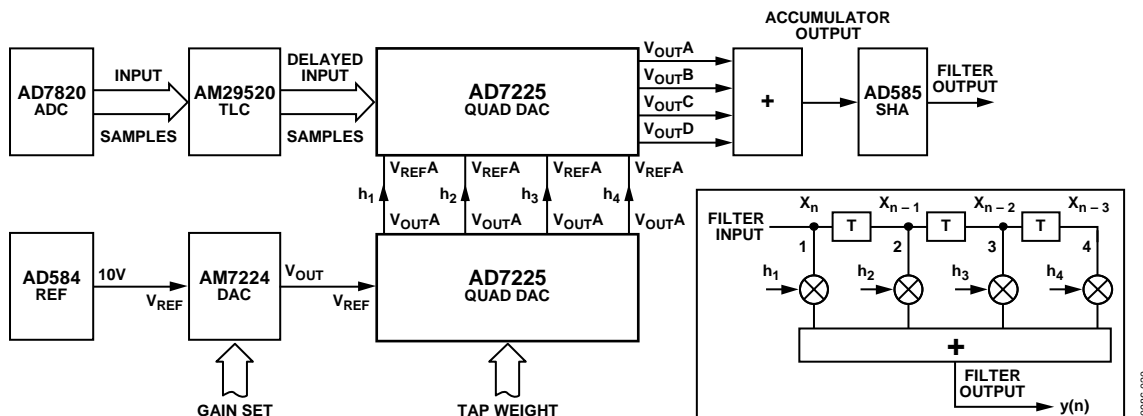 ACCUMULATOR
OUTPUT
AD7820
ADC
INPUT
SAMPLES
AM29520
TLC
DELAYED
INPUT
SAMPLES
AD7225
QUAD DAC
VOUTA
VOUTB
VOUTC
VOUTD
+
AD585
SHA
FILTER
OUTPUT
VREFA VREFA VREFA VREFA
h1 h2 h3 h4
VOUTA VOUTA VOUTA VOUTA
AD584
REF
10V
VREF
AM7224
DAC
VOUT
VREF
AD7225
QUAD DAC
GAIN SET
TAP WEIGHT
Xn Xn – 1 Xn – 2 Xn – 3
FILTER
INPUT
T T T
1 2 3 4
h1 h2 h3 h4
+
FILTER
OUTPUT
y(n)